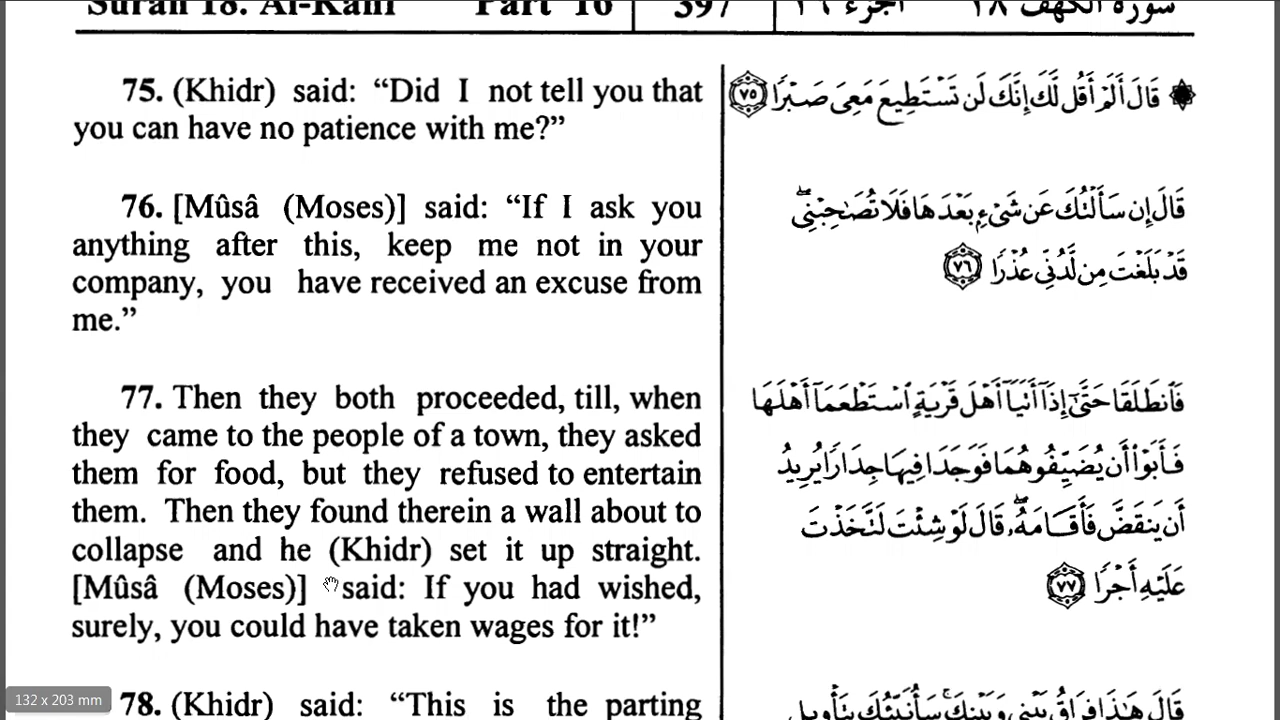 Surah 18. Al-Kahf Part 16 397 الجزء ١٦ سورة الكهف ١٨
75. (Khidr) said: “Did I not tell you that
you can have no patience with me?”
۞ قَالَ أَلَمْ أَقُل لَّكَ إِنَّكَ لَن تَسْتَطِيعَ مَعِىَ صَبْرًا ٧٥
76. [Mûsâ (Moses)] said: “If I ask you
anything after this, keep me not in your
company, you have received an excuse from
me.”
قَالَ إِن سَأَلْتُكَ عَن شَىْءٍۭ بَعْدَهَا فَلَا تُصَٰحِبْنِى ۖ
قَدْ بَلَغْتَ مِن لَّدُنِّى عُذْرًا ٧٦
77. Then they both proceeded, till, when
they came to the people of a town, they asked
them for food, but they refused to entertain
them. Then they found therein a wall about to
collapse and he (Khidr) set it up straight.
[Mûsâ (Moses)] said: If you had wished,
surely, you could have taken wages for it!”
فَٱنطَلَقَا حَتَّىٰٓ إِذَآ أَتَيَآ أَهْلَ قَرْيَةٍ ٱسْتَطْعَمَآ أَهْلَهَا
فَأَبَوْا۟ أَن يُضَيِّفُوهُمَا فَوَجَدَا فِيهَا جِدَارًا يُرِيدُ
أَن يَنقَضَّ فَأَقَامَهُۥ ۖ قَالَ لَوْ شِئْتَ لَتَّخَذْتَ
عَلَيْهِ أَجْرًا ٧٧
78. (Khidr) said: “This is the parting
قَالَ هَٰذَا فِرَاقُ بَيْنِى وَبَيْنِكَ ۚ سَأُنَبِّئُكَ بِتَأْوِيلِ
132 x 203 mm